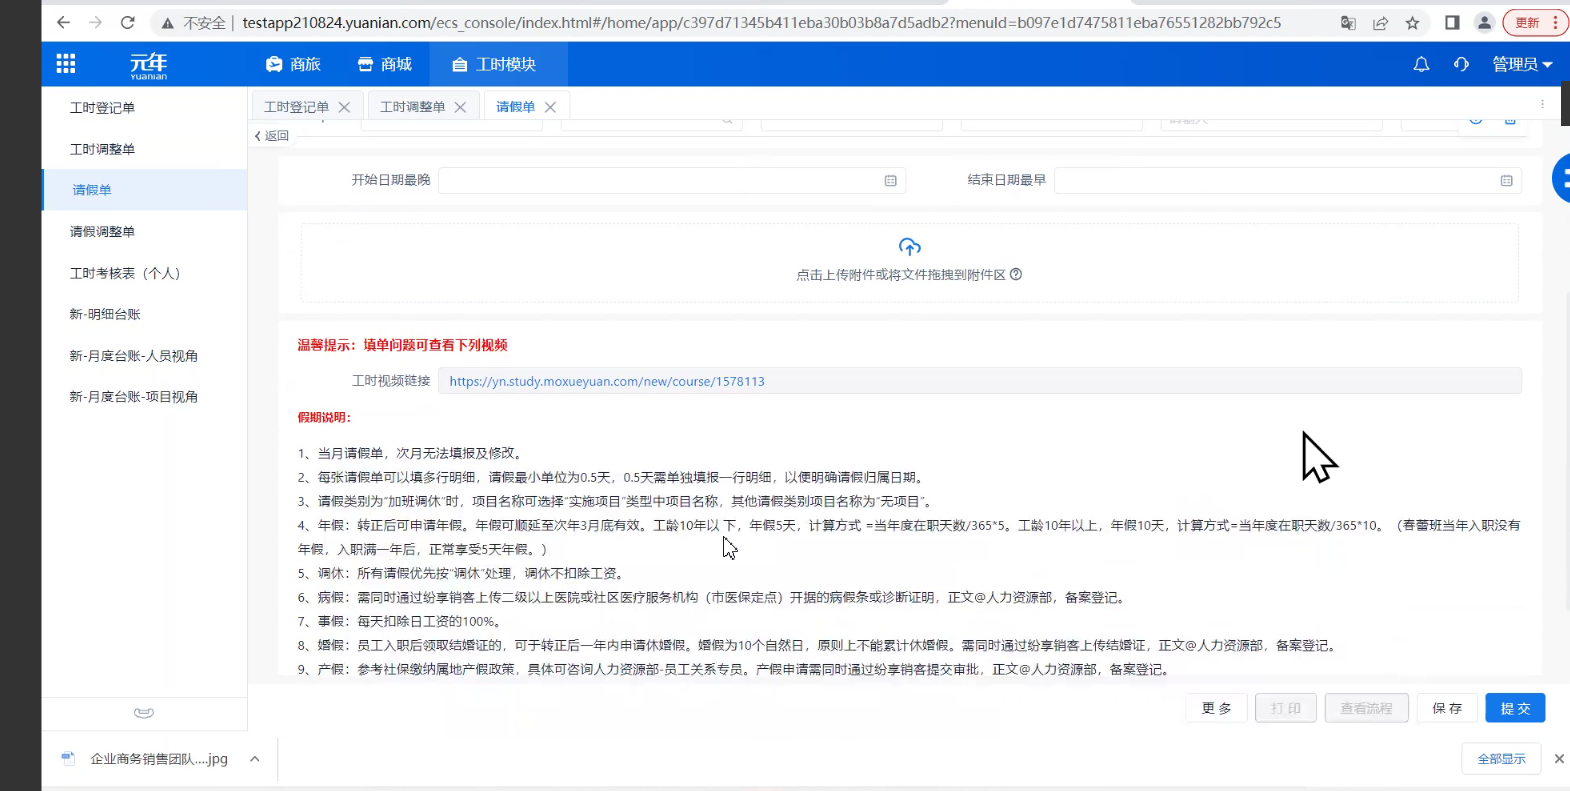 不安全 testapp210824.yuanian.com/ecs_console/index.html#/home/app/c397d71345b411eba30b03b8a7d5adb2?menuId=b097e1d7475811eba76551282bb792c5 更新
元年 yuanian 商旅 商城 工时模块 管理员
工时登记单
工时调整单
请假单
请假调整单
工时考核表（个人）
新-明细台账
新-月度台账-人员视角
新-月度台账-项目视角
工时登记单 工时调整单 请假单
返回
开始日期最晚 结束日期最早
点击上传附件或将文件拖拽到附件区
温馨提示：填单问题可查看下列视频
工时视频链接 https://yn.study.moxueyuan.com/new/course/1578113
假期说明：
1、当月请假单，次月无法填报及修改。
2、每张请假单可以填多行明细，请假最小单位为0.5天，0.5天需单独填报一行明细，以便明确请假归属日期。
3、请假类别为“加班调休”时，项目名称可选择“实施项目”类型中项目名称，其他请假类别项目名称为“无项目”。
4、年假：转正后可申请年假。年假可顺延至次年3月底有效。工龄10年以 下，年假5天，计算方式 =当年度在职天数/365*5。工龄10年以上，年假10天，计算方式=当年度在职天数/365*10。（春蕾班当年入职没有
年假，入职满一年后，正常享受5天年假。）
5、调休：所有请假优先按“调休”处理，调休不扣除工资。
6、病假：需同时通过纷享销客上传二级以上医院或社区医疗服务机构（市医保定点）开据的病假条或诊断证明，正文@人力资源部，备案登记。
7、事假：每天扣除日工资的100%。
8、婚假：员工入职后领取结婚证的，可于转正后一年内申请休婚假。婚假为10个自然日，原则上不能累计休婚假。需同时通过纷享销客上传结婚证，正文@人力资源部，备案登记。
9、产假：参考社保缴纳属地产假政策，具体可咨询人力资源部-员工关系专员。产假申请需同时通过纷享销客提交审批，正文@人力资源部，备案登记。
更多 打印 查看流程 保存 提交
企业商务销售团队....jpg 全部显示